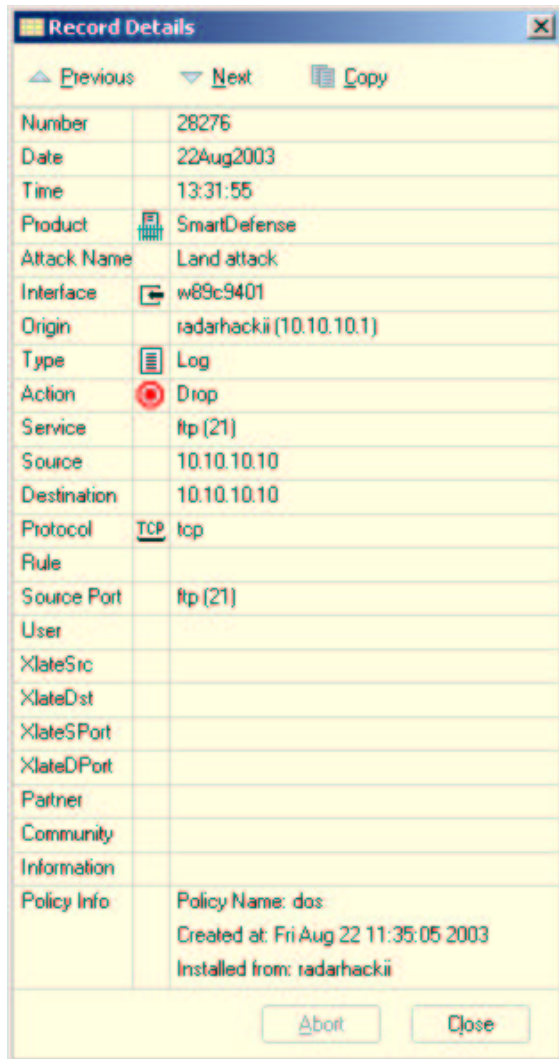 Record Details
Previous Next Copy
Number 28276
Date 22Aug2003
Time 13:31:55
Product SmartDefense
Attack Name Land attack
Interface w89c9401
Origin radarhackii (10.10.10.1)
Type Log
Action Drop
Service ftp (21)
Source 10.10.10.10
Destination 10.10.10.10
Protocol TCP tcp
Rule
Source Port ftp (21)
User
XlateSrc
XlateDst
XlateSPort
XlateDPort
Partner
Community
Information
Policy Info Policy Name: dos
Created at: Fri Aug 22 11:35:05 2003
Installed from: radarhackii
Abort Close